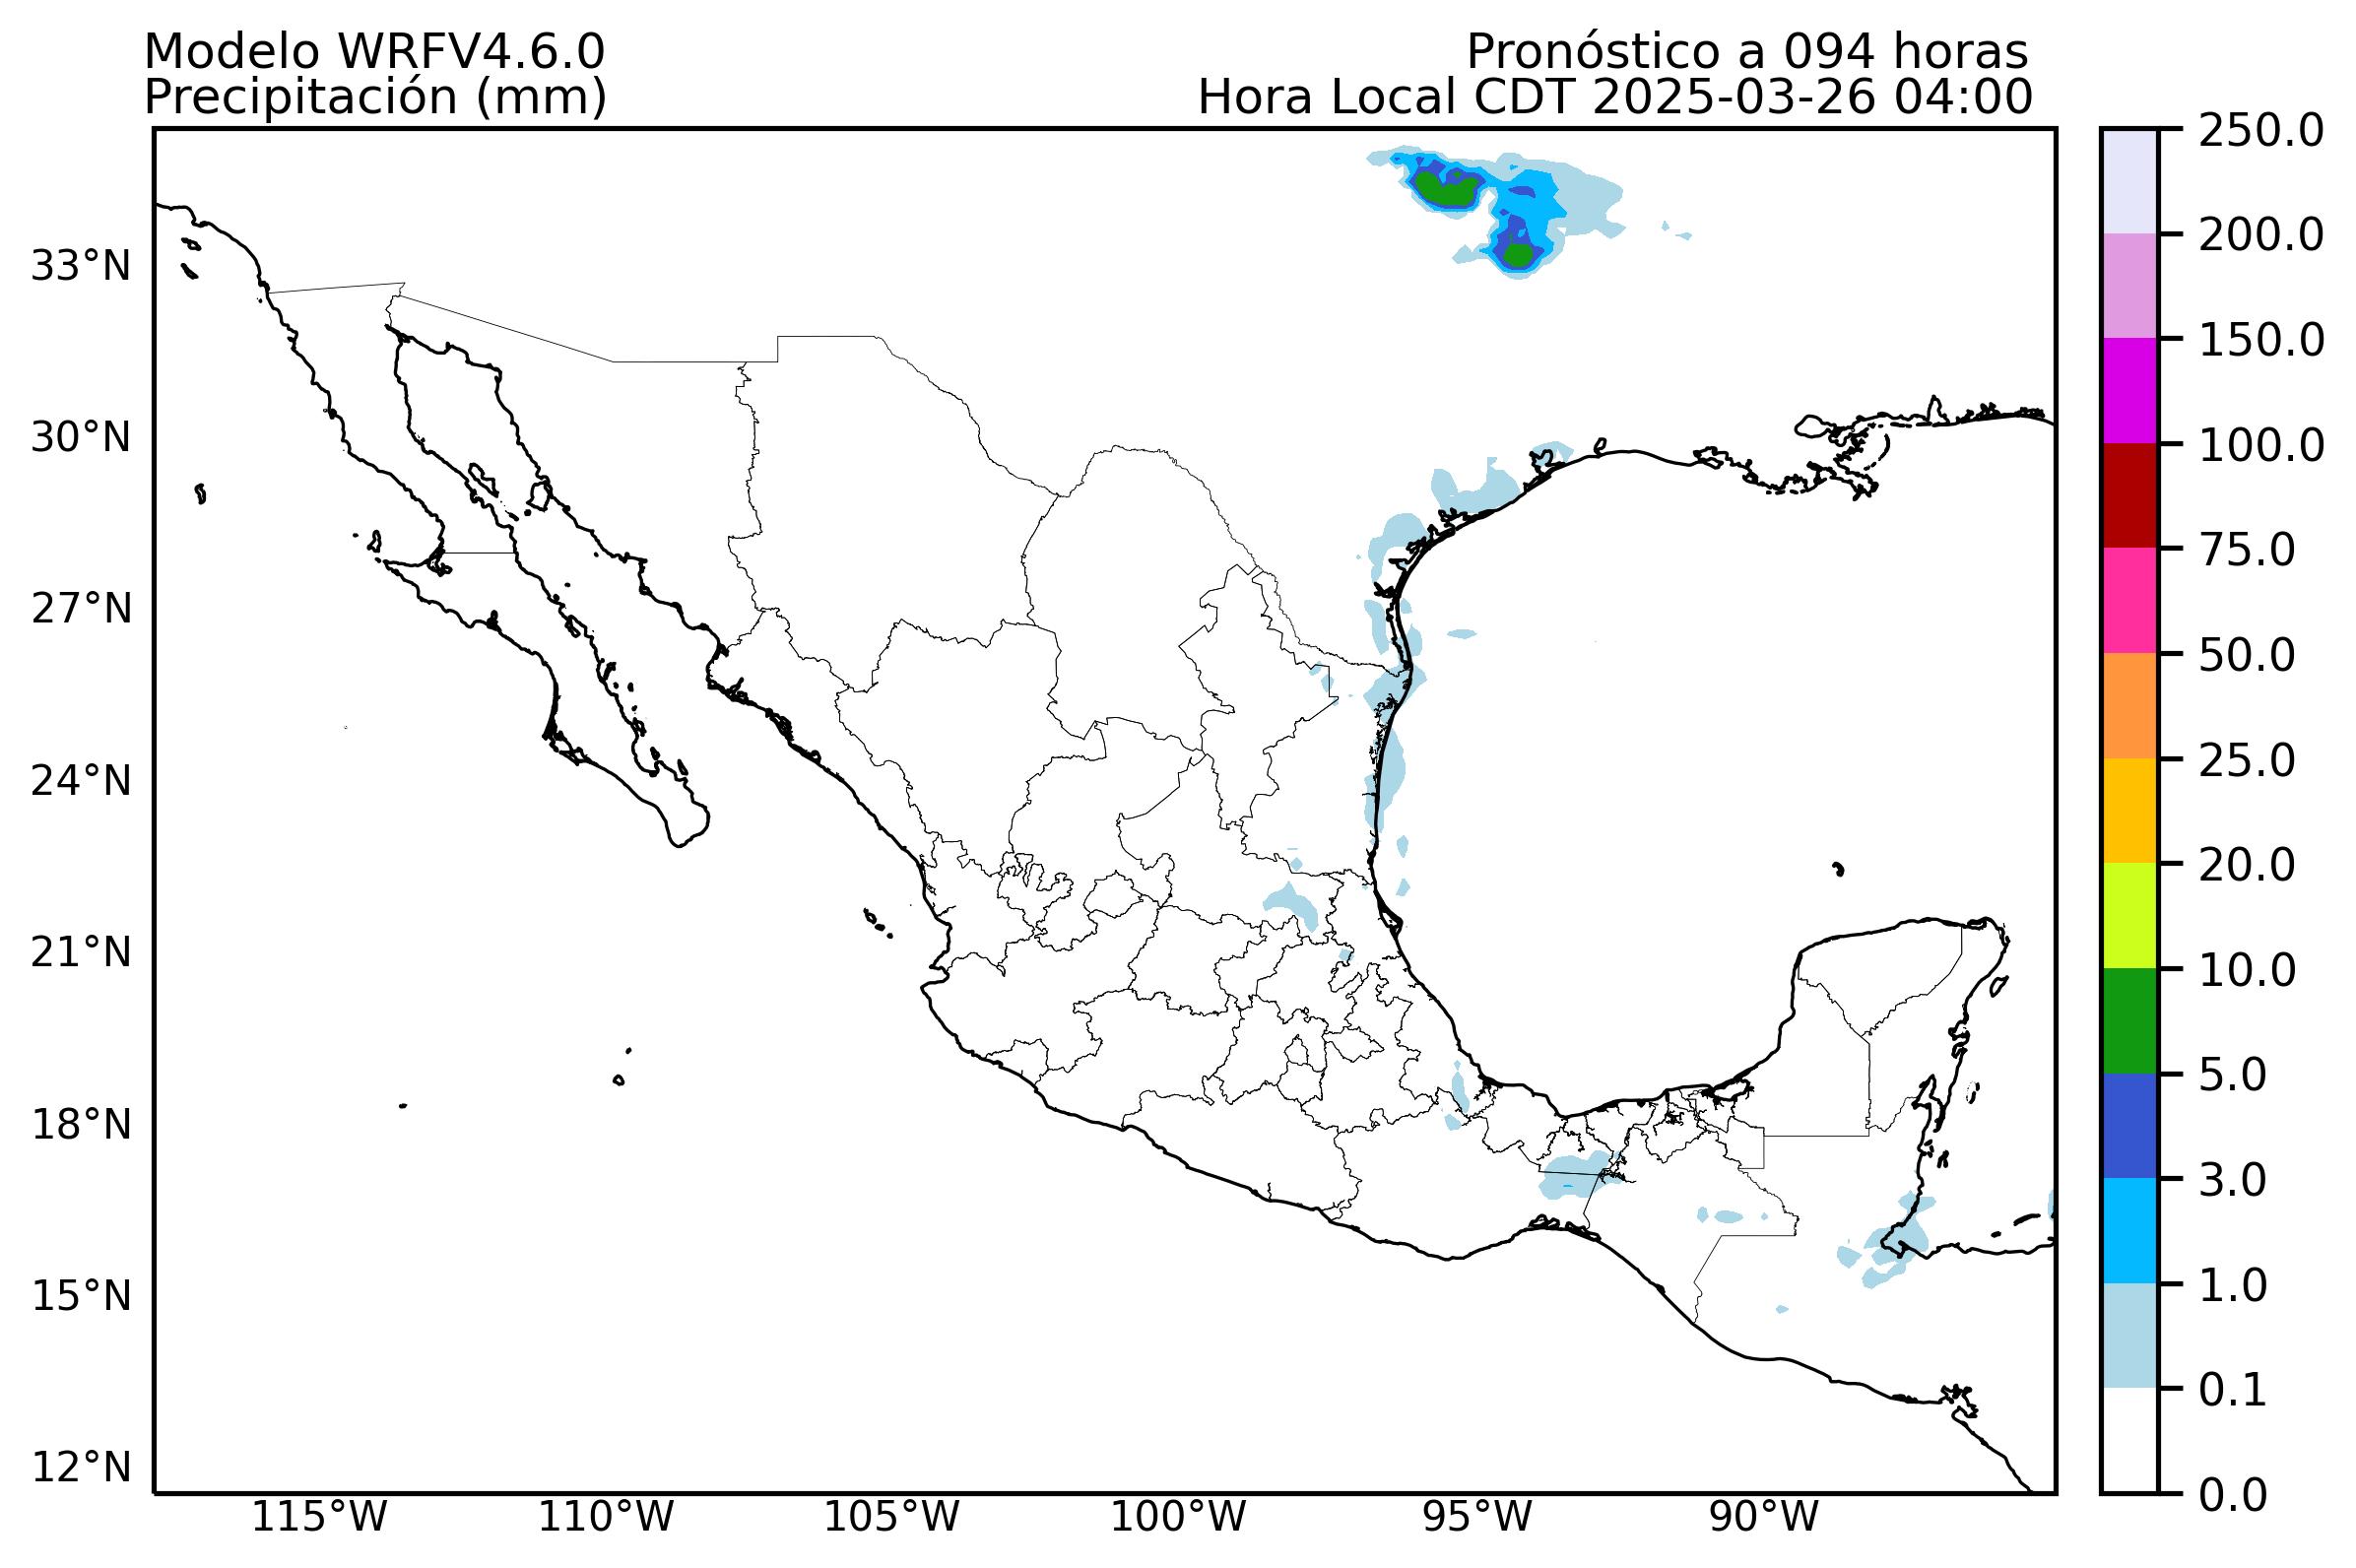 Modelo WRFV4.6.0
Precipitación (mm)
Pronóstico a 094 horas
Hora Local CDT 2025-03-26 04:00
33°N
30°N
27°N
24°N
21°N
18°N
15°N
12°N
115°W
110°W
105°W
100°W
95°W
90°W
250.0
200.0
150.0
100.0
75.0
50.0
25.0
20.0
10.0
5.0
3.0
1.0
0.1
0.0